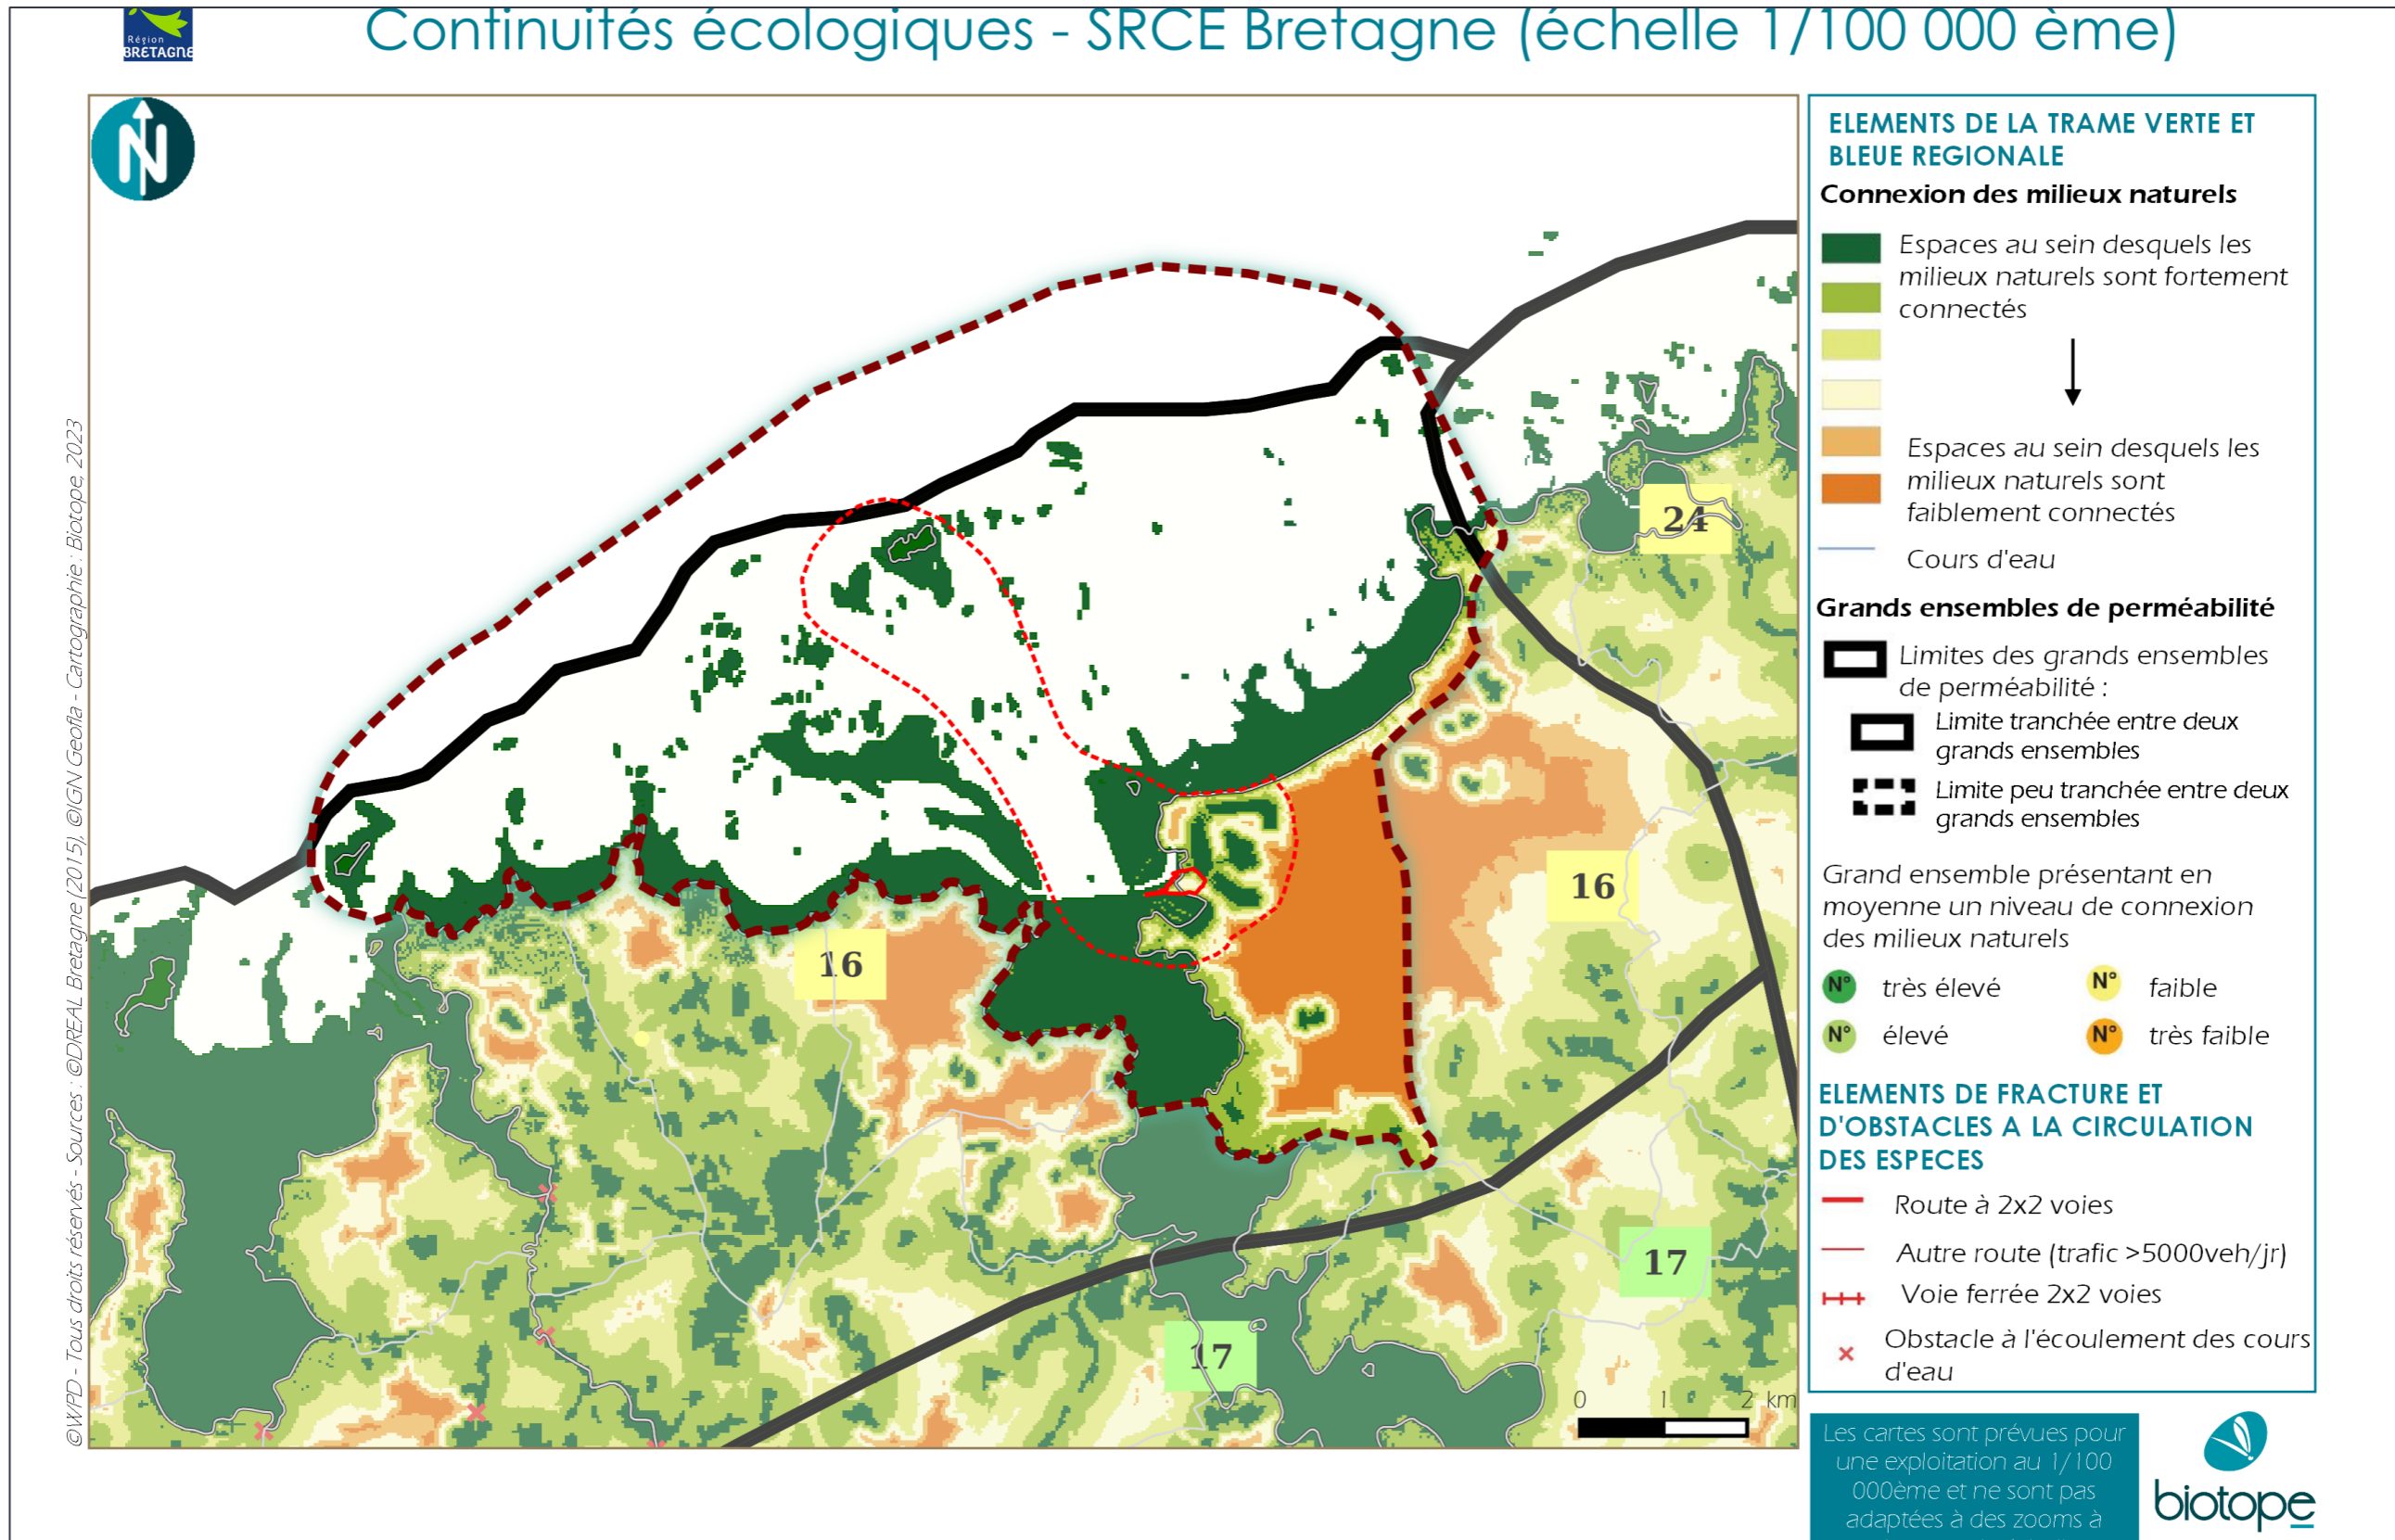 Région
BRETAGNE
Continuités écologiques - SRCE Bretagne (échelle 1/100 000 ème)
N
©WPD - Tous droits réservés - Sources : ©DREAL Bretagne (2015), ©IGN Geofla - Cartographie : Biotope, 2023
24
16
16
17
17
0 1 2 km
ELEMENTS DE LA TRAME VERTE ET
BLEUE REGIONALE
Connexion des milieux naturels
Espaces au sein desquels les
milieux naturels sont fortement
connectés
Espaces au sein desquels les
milieux naturels sont
faiblement connectés
Cours d'eau
Grands ensembles de perméabilité
Limites des grands ensembles
de perméabilité :
Limite tranchée entre deux
grands ensembles
Limite peu tranchée entre deux
grands ensembles
Grand ensemble présentant en
moyenne un niveau de connexion
des milieux naturels
N° très élevé N° faible
N° élevé N° très faible
ELEMENTS DE FRACTURE ET
D'OBSTACLES A LA CIRCULATION
DES ESPECES
Route à 2x2 voies
Autre route (trafic >5000veh/jr)
Voie ferrée 2x2 voies
Obstacle à l'écoulement des cours
d'eau
Les cartes sont prévues pour
une exploitation au 1/100
000ème et ne sont pas
adaptées à des zooms à
biotope